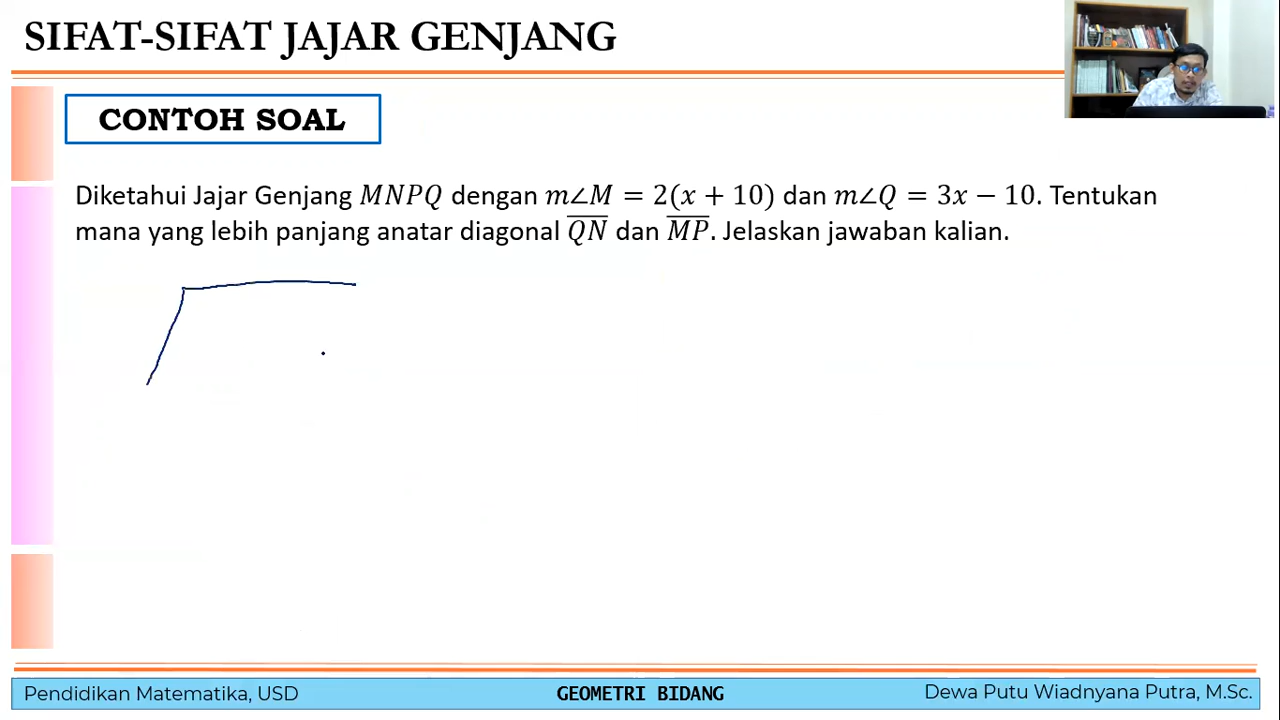 SIFAT-SIFAT JAJAR GENJANG
CONTOH SOAL
Diketahui Jajar Genjang 𝑀𝑁𝑃𝑄 dengan 𝑚∠𝑀 = 2(𝑥 + 10) dan 𝑚∠𝑄 = 3𝑥 − 10. Tentukan
mana yang lebih panjang anatar diagonal \overline{𝑄𝑁} dan \overline{𝑀𝑃}. Jelaskan jawaban kalian.
Pendidikan Matematika, USD
GEOMETRI BIDANG
Dewa Putu Wiadnyana Putra, M.Sc.